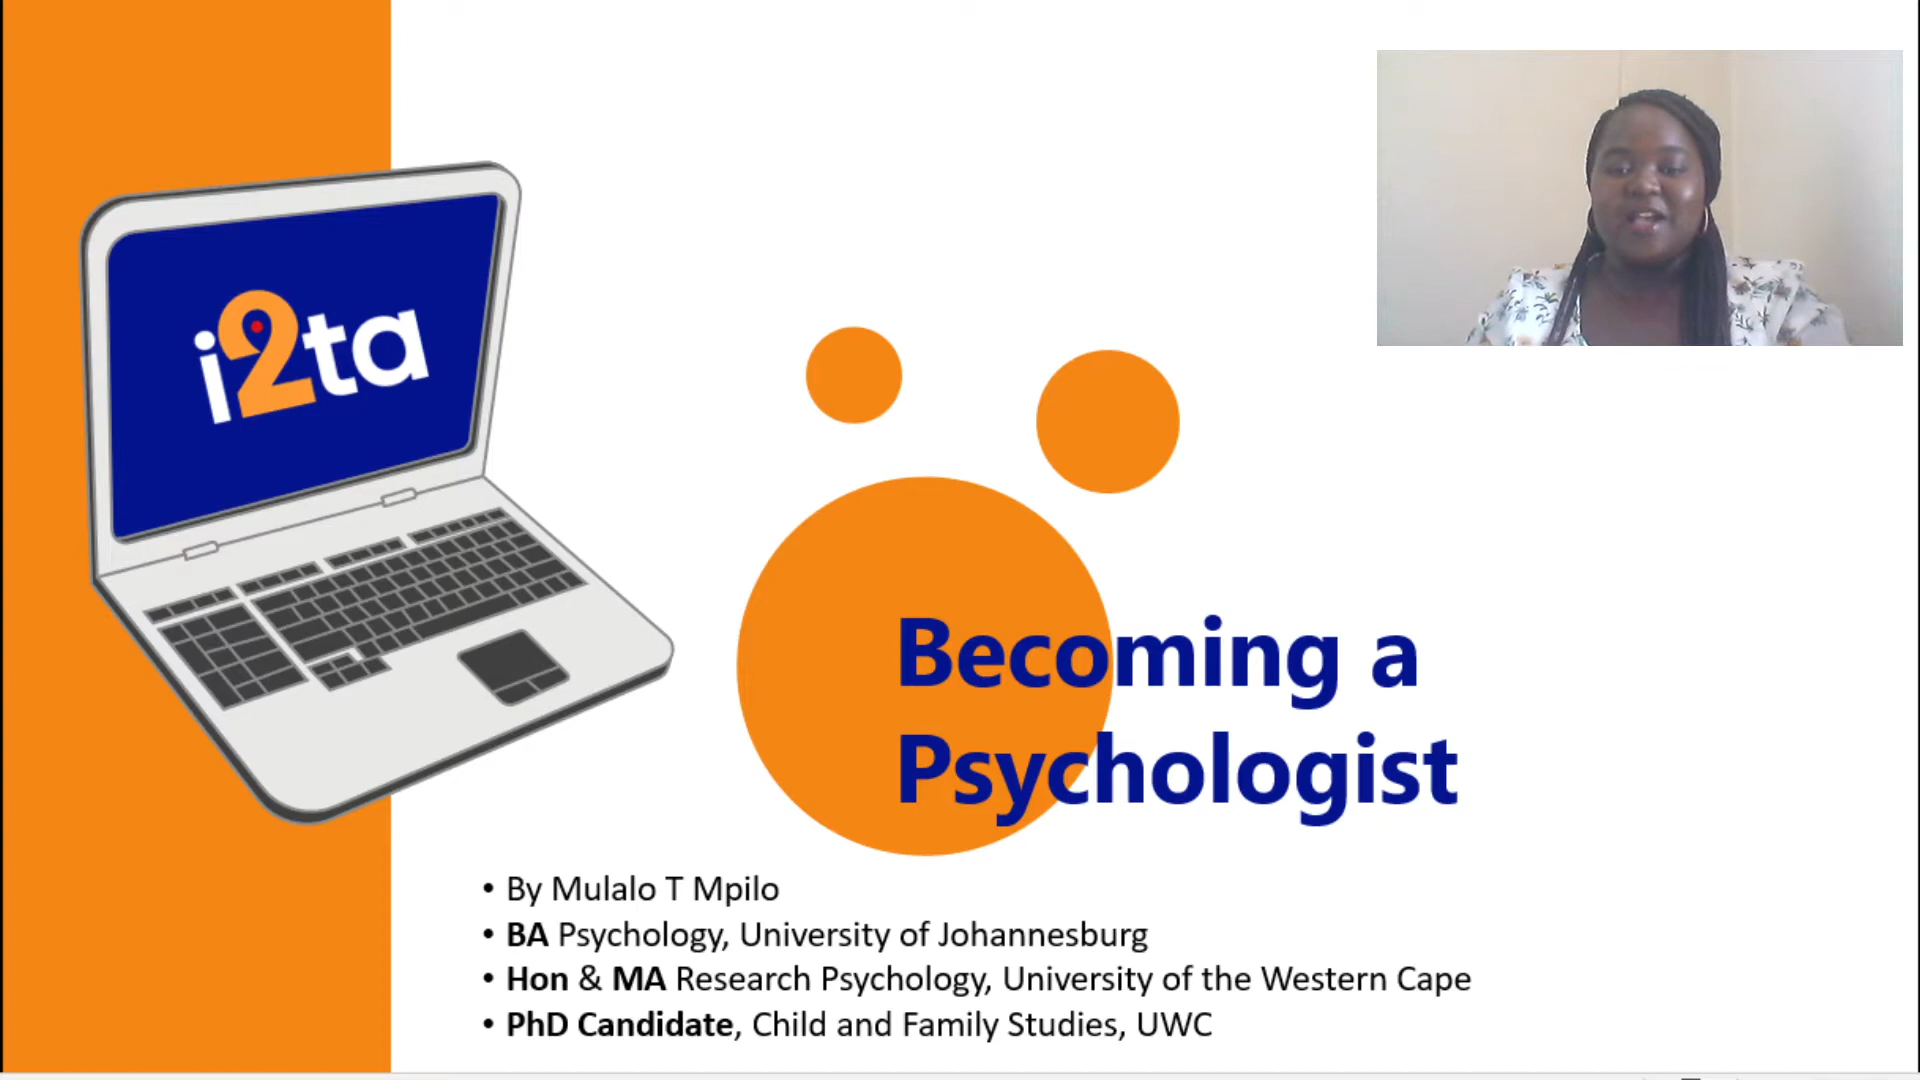 i2ta
Becoming a
Psychologist
• By Mulalo T Mpilo
• BA Psychology, University of Johannesburg
• Hon & MA Research Psychology, University of the Western Cape
• PhD Candidate, Child and Family Studies, UWC